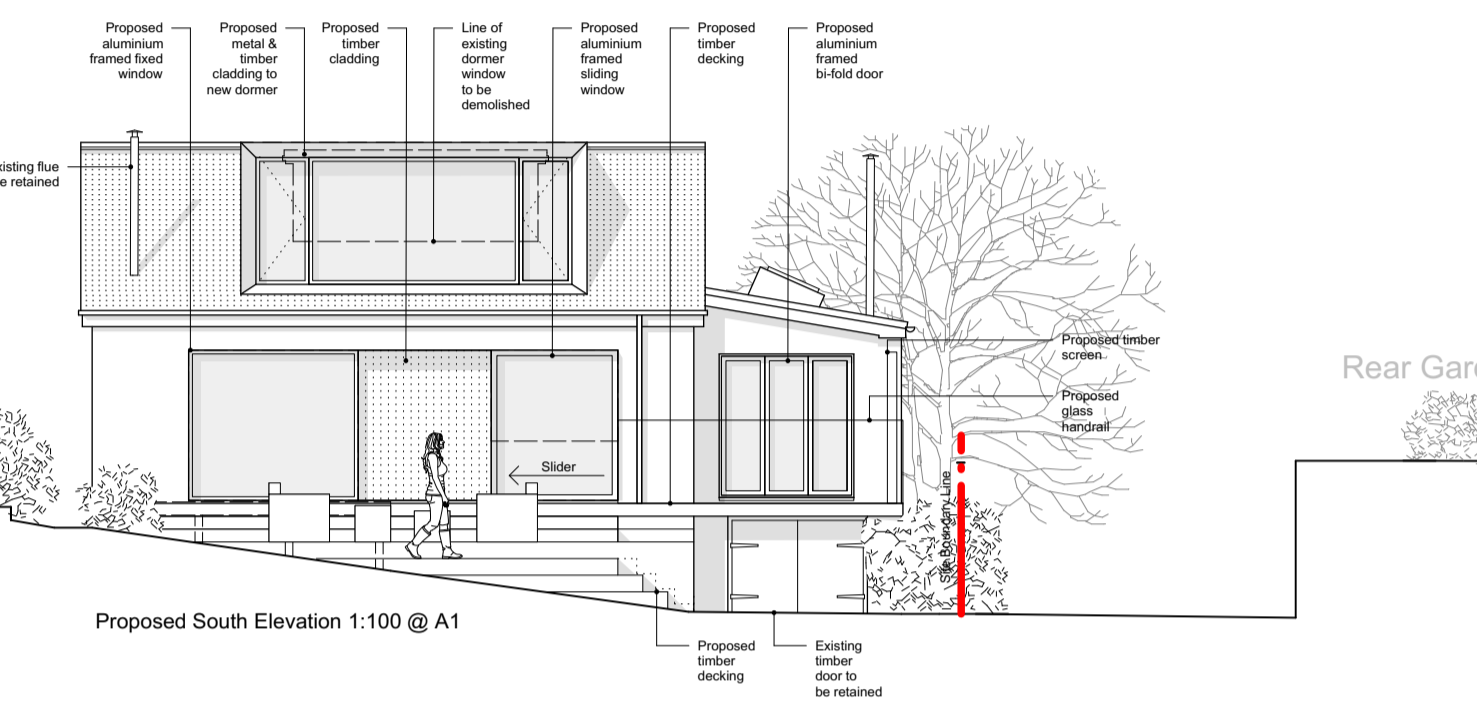 Proposed
aluminium
framed fixed
window
Proposed
metal &
timber
cladding to
new dormer
Proposed
timber
cladding
Line of
existing
dormer
window
to be
demolished
Proposed
aluminium
framed
sliding
window
Proposed
timber
decking
Proposed
aluminium
framed
bi-fold door
xisting flue
e retained
Proposed timber
screen
Rear Gar
Proposed
glass
handrail
Slider
Site Boundary Line
Proposed South Elevation 1:100 @ A1
Proposed
timber
decking
Existing
timber
door to
be retained